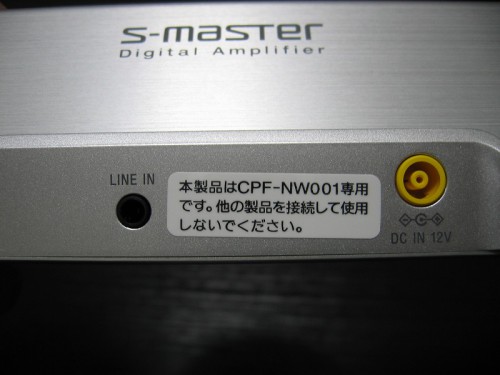 S-master
Digital Amplifier
LINE IN
本製品はCPF-NW001専用
です。他の製品を接続して使用
しないでください。
DC IN 12V